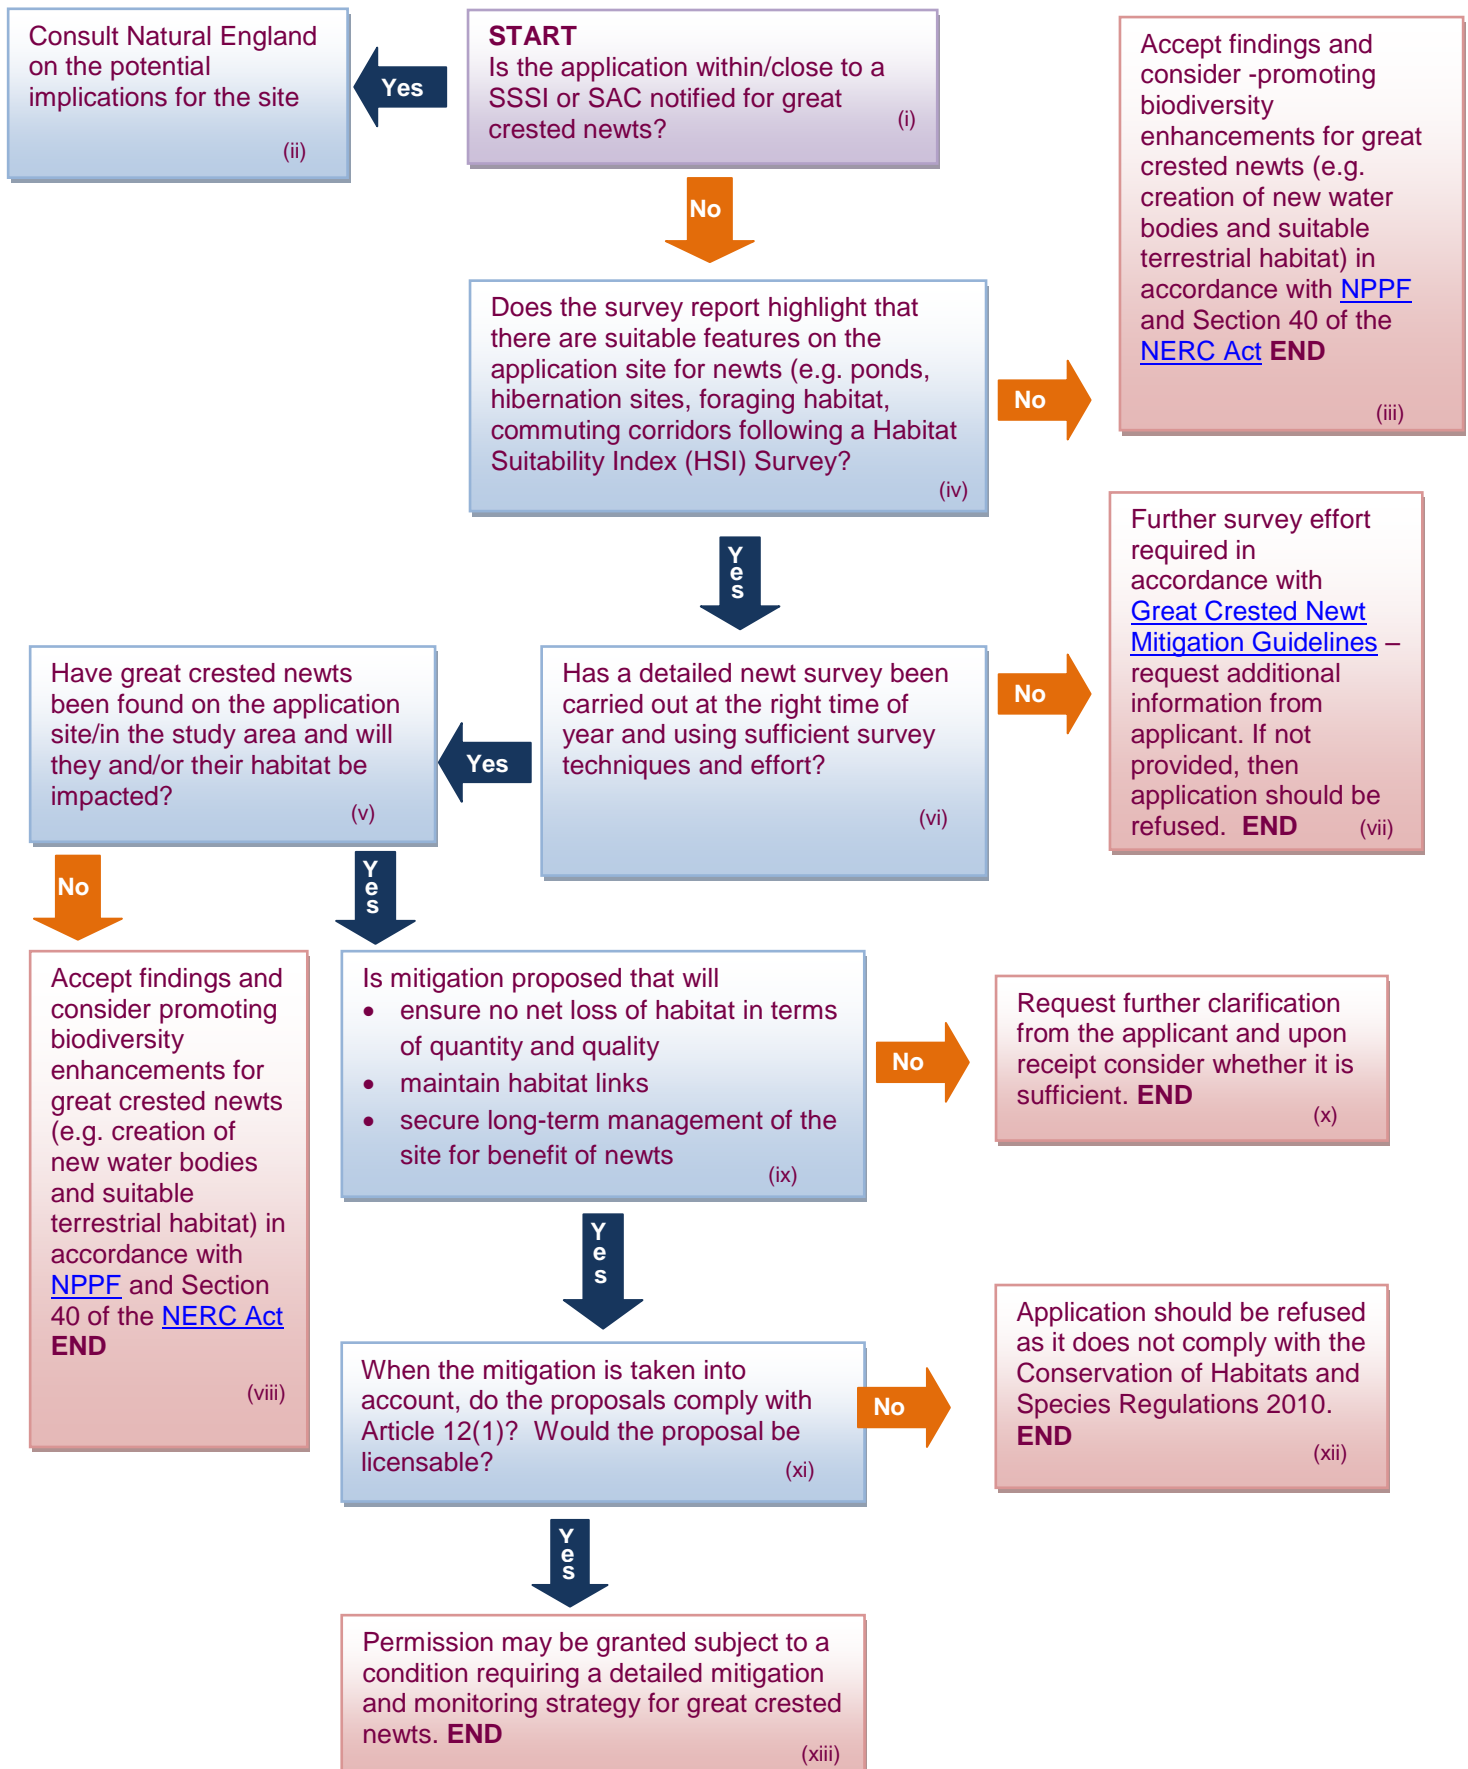 Consult Natural England
on the potential
implications for the site
(ii)
Yes
START
Is the application within/close to a
SSSI or SAC notified for great
crested newts?
(i)
No
Accept findings and
consider -promoting
biodiversity
enhancements for great
crested newts (e.g.
creation of new water
bodies and suitable
terrestrial habitat) in
accordance with NPPF
and Section 40 of the
NERC Act END
(iii)
Does the survey report highlight that
there are suitable features on the
application site for newts (e.g. ponds,
hibernation sites, foraging habitat,
commuting corridors following a Habitat
Suitability Index (HSI) Survey?
(iv)
No
Yes
Further survey effort
required in
accordance with
Great Crested Newt
Mitigation Guidelines –
request additional
information from
applicant. If not
provided, then
application should be
refused. END (vii)
Have great crested newts
been found on the application
site/in the study area and will
they and/or their habitat be
impacted?
(v)
Yes
Has a detailed newt survey been
carried out at the right time of
year and using sufficient survey
techniques and effort?
(vi)
No
No
Yes
Accept findings and
consider promoting
biodiversity
enhancements for
great crested newts
(e.g. creation of
new water bodies
and suitable
terrestrial habitat) in
accordance with
NPPF and Section
40 of the NERC Act
END
(viii)
Is mitigation proposed that will
• ensure no net loss of habitat in terms
of quantity and quality
• maintain habitat links
• secure long-term management of the
site for benefit of newts
(ix)
No
Request further clarification
from the applicant and upon
receipt consider whether it is
sufficient. END
(x)
Yes
When the mitigation is taken into
account, do the proposals comply with
Article 12(1)? Would the proposal be
licensable?
(xi)
No
Application should be refused
as it does not comply with the
Conservation of Habitats and
Species Regulations 2010.
END
(xii)
Yes
Permission may be granted subject to a
condition requiring a detailed mitigation
and monitoring strategy for great crested
newts. END
(xiii)